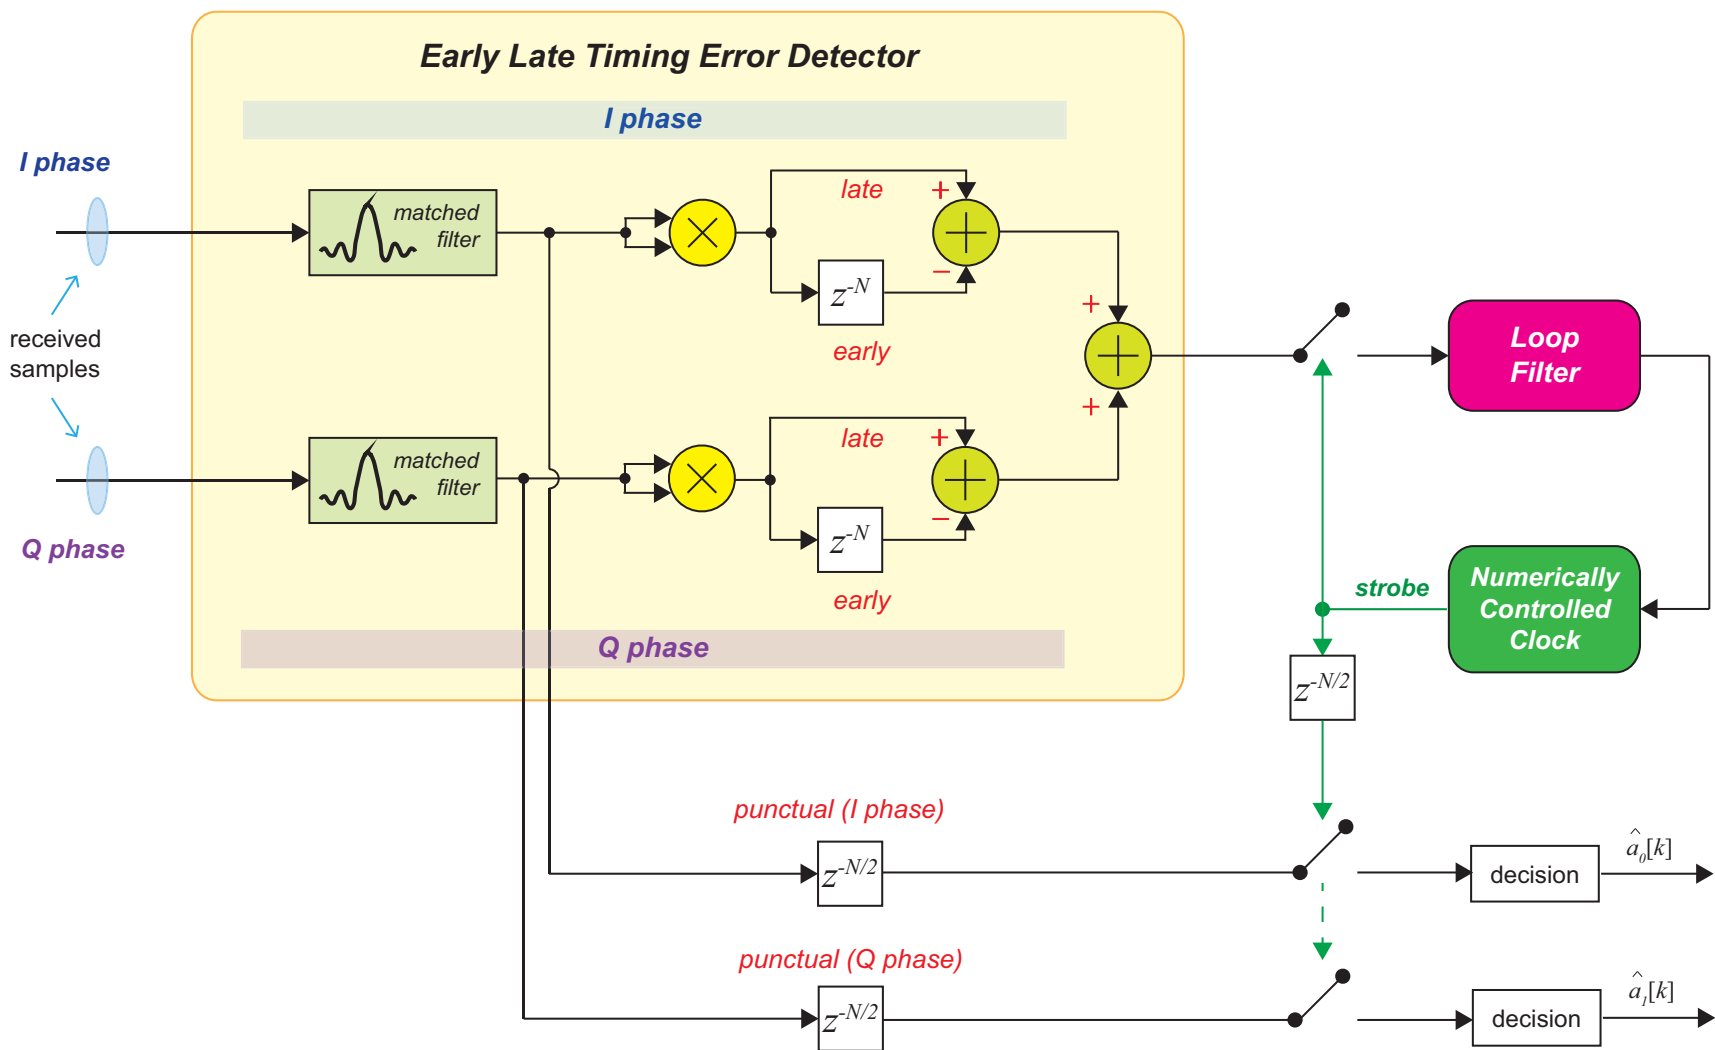 Early Late Timing Error Detector
I phase
I phase
matched
filter
late
+
−
z^-N
early
+
received
samples
Loop
Filter
+
matched
filter
late
+
−
z^-N
early
Q phase
Q phase
strobe
Numerically
Controlled
Clock
z^-N/2
punctual (I phase)
z^-N/2
decision
â₀[k]
punctual (Q phase)
z^-N/2
decision
â₁[k]